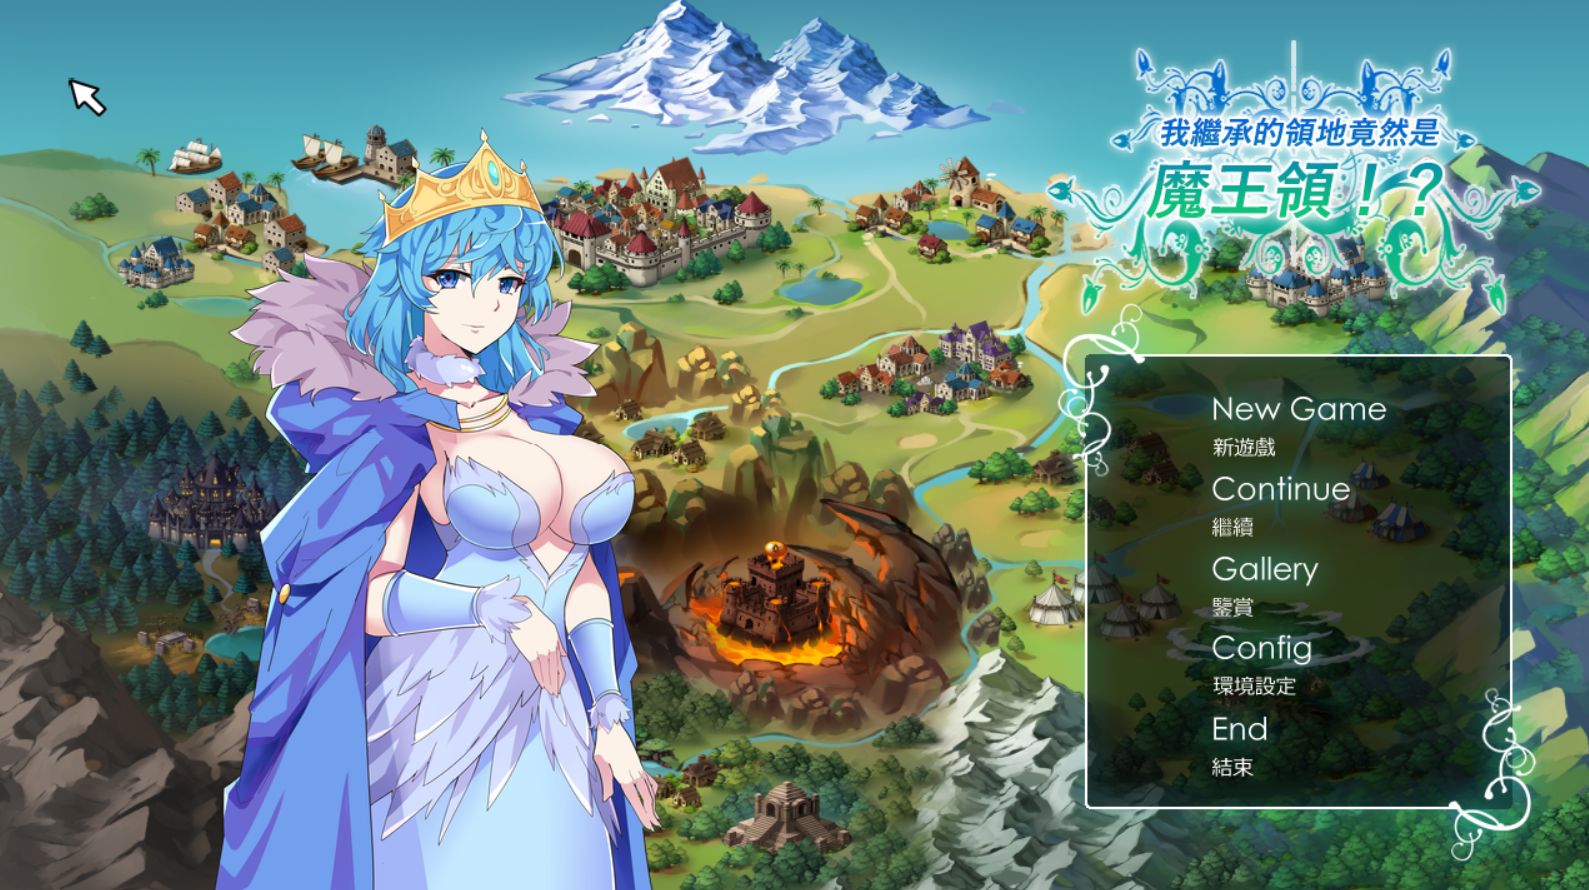 我繼承的領地竟然是
魔王領！？
New Game
新遊戲
Continue
繼續
Gallery
鑒賞
Config
環境設定
End
結束